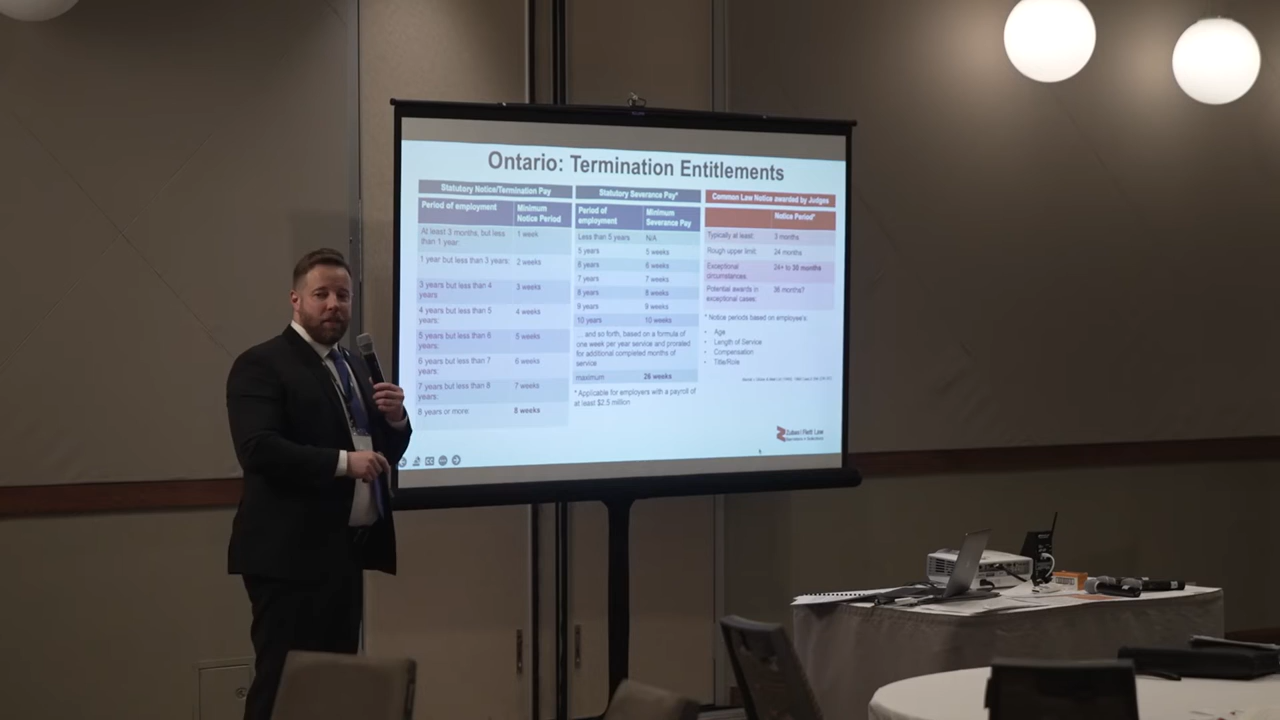 Ontario: Termination Entitlements
Statutory Notice/Termination Pay
Period of employment
Minimum
Notice Period
At least 3 months, but less
than 1 year:
1 week
1 year but less than 3 years:
2 weeks
3 years but less than 4
years
3 weeks
4 years but less than 5
years:
4 weeks
5 years but less than 6
years:
5 weeks
6 years but less than 7
years:
6 weeks
7 years but less than 8
years:
7 weeks
8 years or more
8 weeks
Statutory Severance Pay*
Period of
employment
Minimum
Severance Pay
Less than 5 years
N/A
5 years
5 weeks
6 years
6 weeks
7 years
7 weeks
8 years
8 weeks
9 years
9 weeks
10 years
10 weeks
... and so forth, based on a formula of
one week per year service and prorated
for additional completed months of
service
maximum
26 weeks
* Applicable for employers with a payroll of
at least $2.5 million
Common Law Notice awarded by Judges
Notice Period*
Typically at least:
3 months
Rough upper limit:
24 months
Exceptional
circumstances:
24+ to 30 months
Potential awards in
exceptional cases:
36 months?
* Notice periods based on employee's:
• Age
• Length of Service
• Compensation
• Title/Role
Law